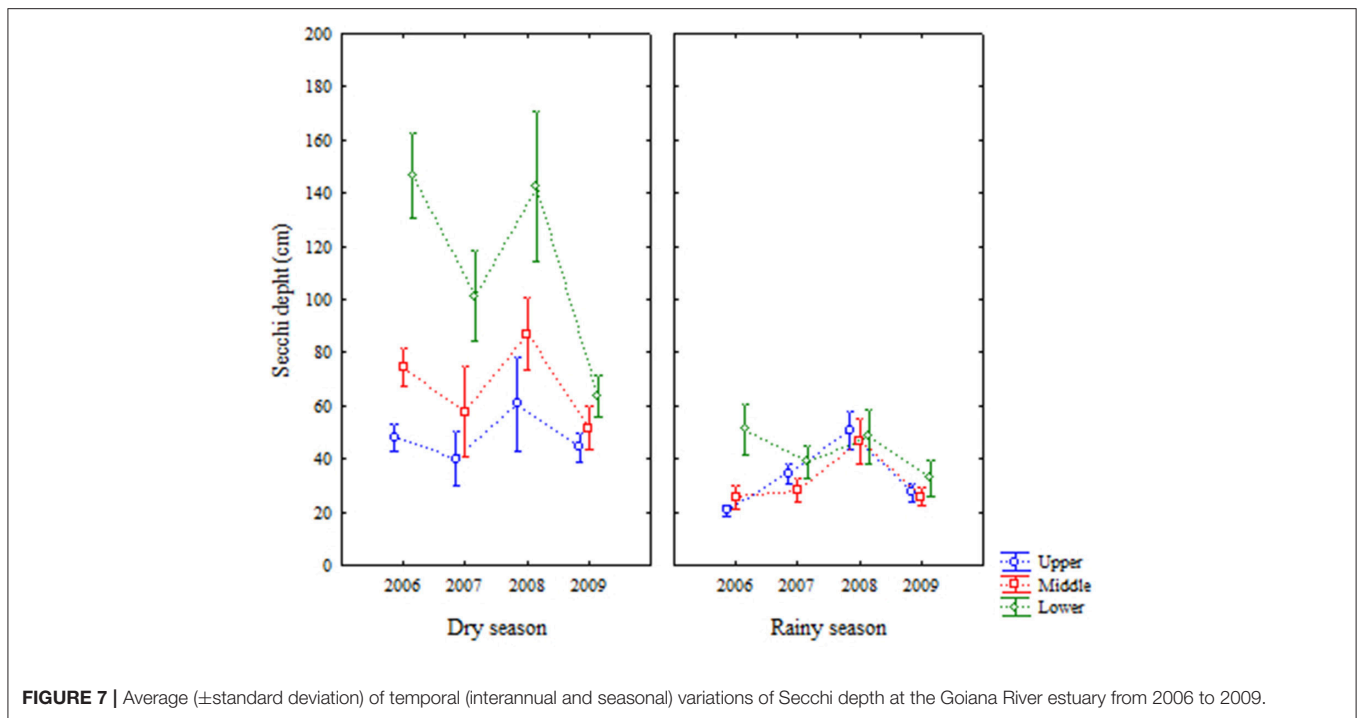 200
180
160
140
120
100
80
60
40
20
0
Secchi depht (cm)
2006 2007 2008 2009
Dry season
2006 2007 2008 2009
Rainy season
Upper
Middle
Lower
FIGURE 7 | Average (±standard deviation) of temporal (interannual and seasonal) variations of Secchi depth at the Goiana River estuary from 2006 to 2009.